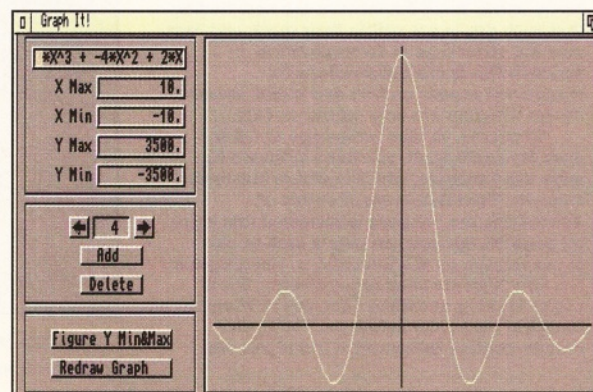 Graph It!
*X^3 + -4*X^2 + 2*X
X Max 10.
X Min -10.
Y Max 3500.
Y Min -3500.
4
Add
Delete
Figure Y Min&Max
Redraw Graph